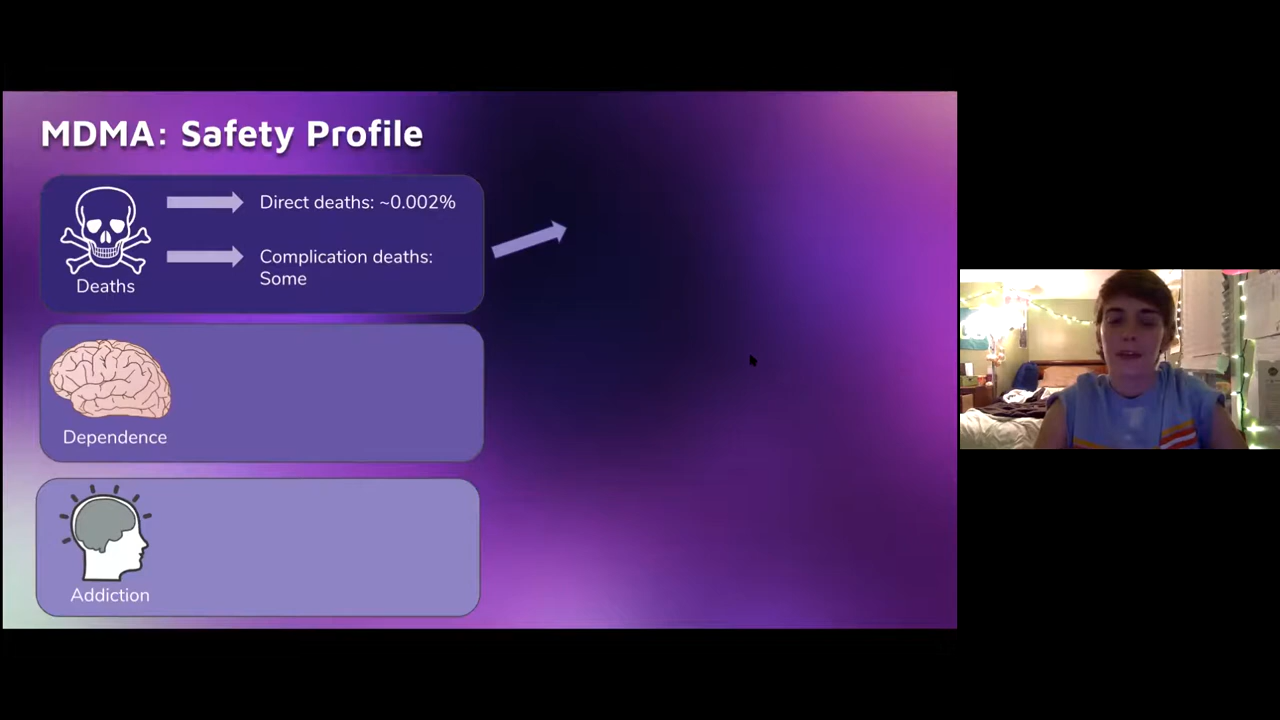 MDMA: Safety Profile
Direct deaths: ~0.002%
Complication deaths:
Some
Deaths
Dependence
Addiction